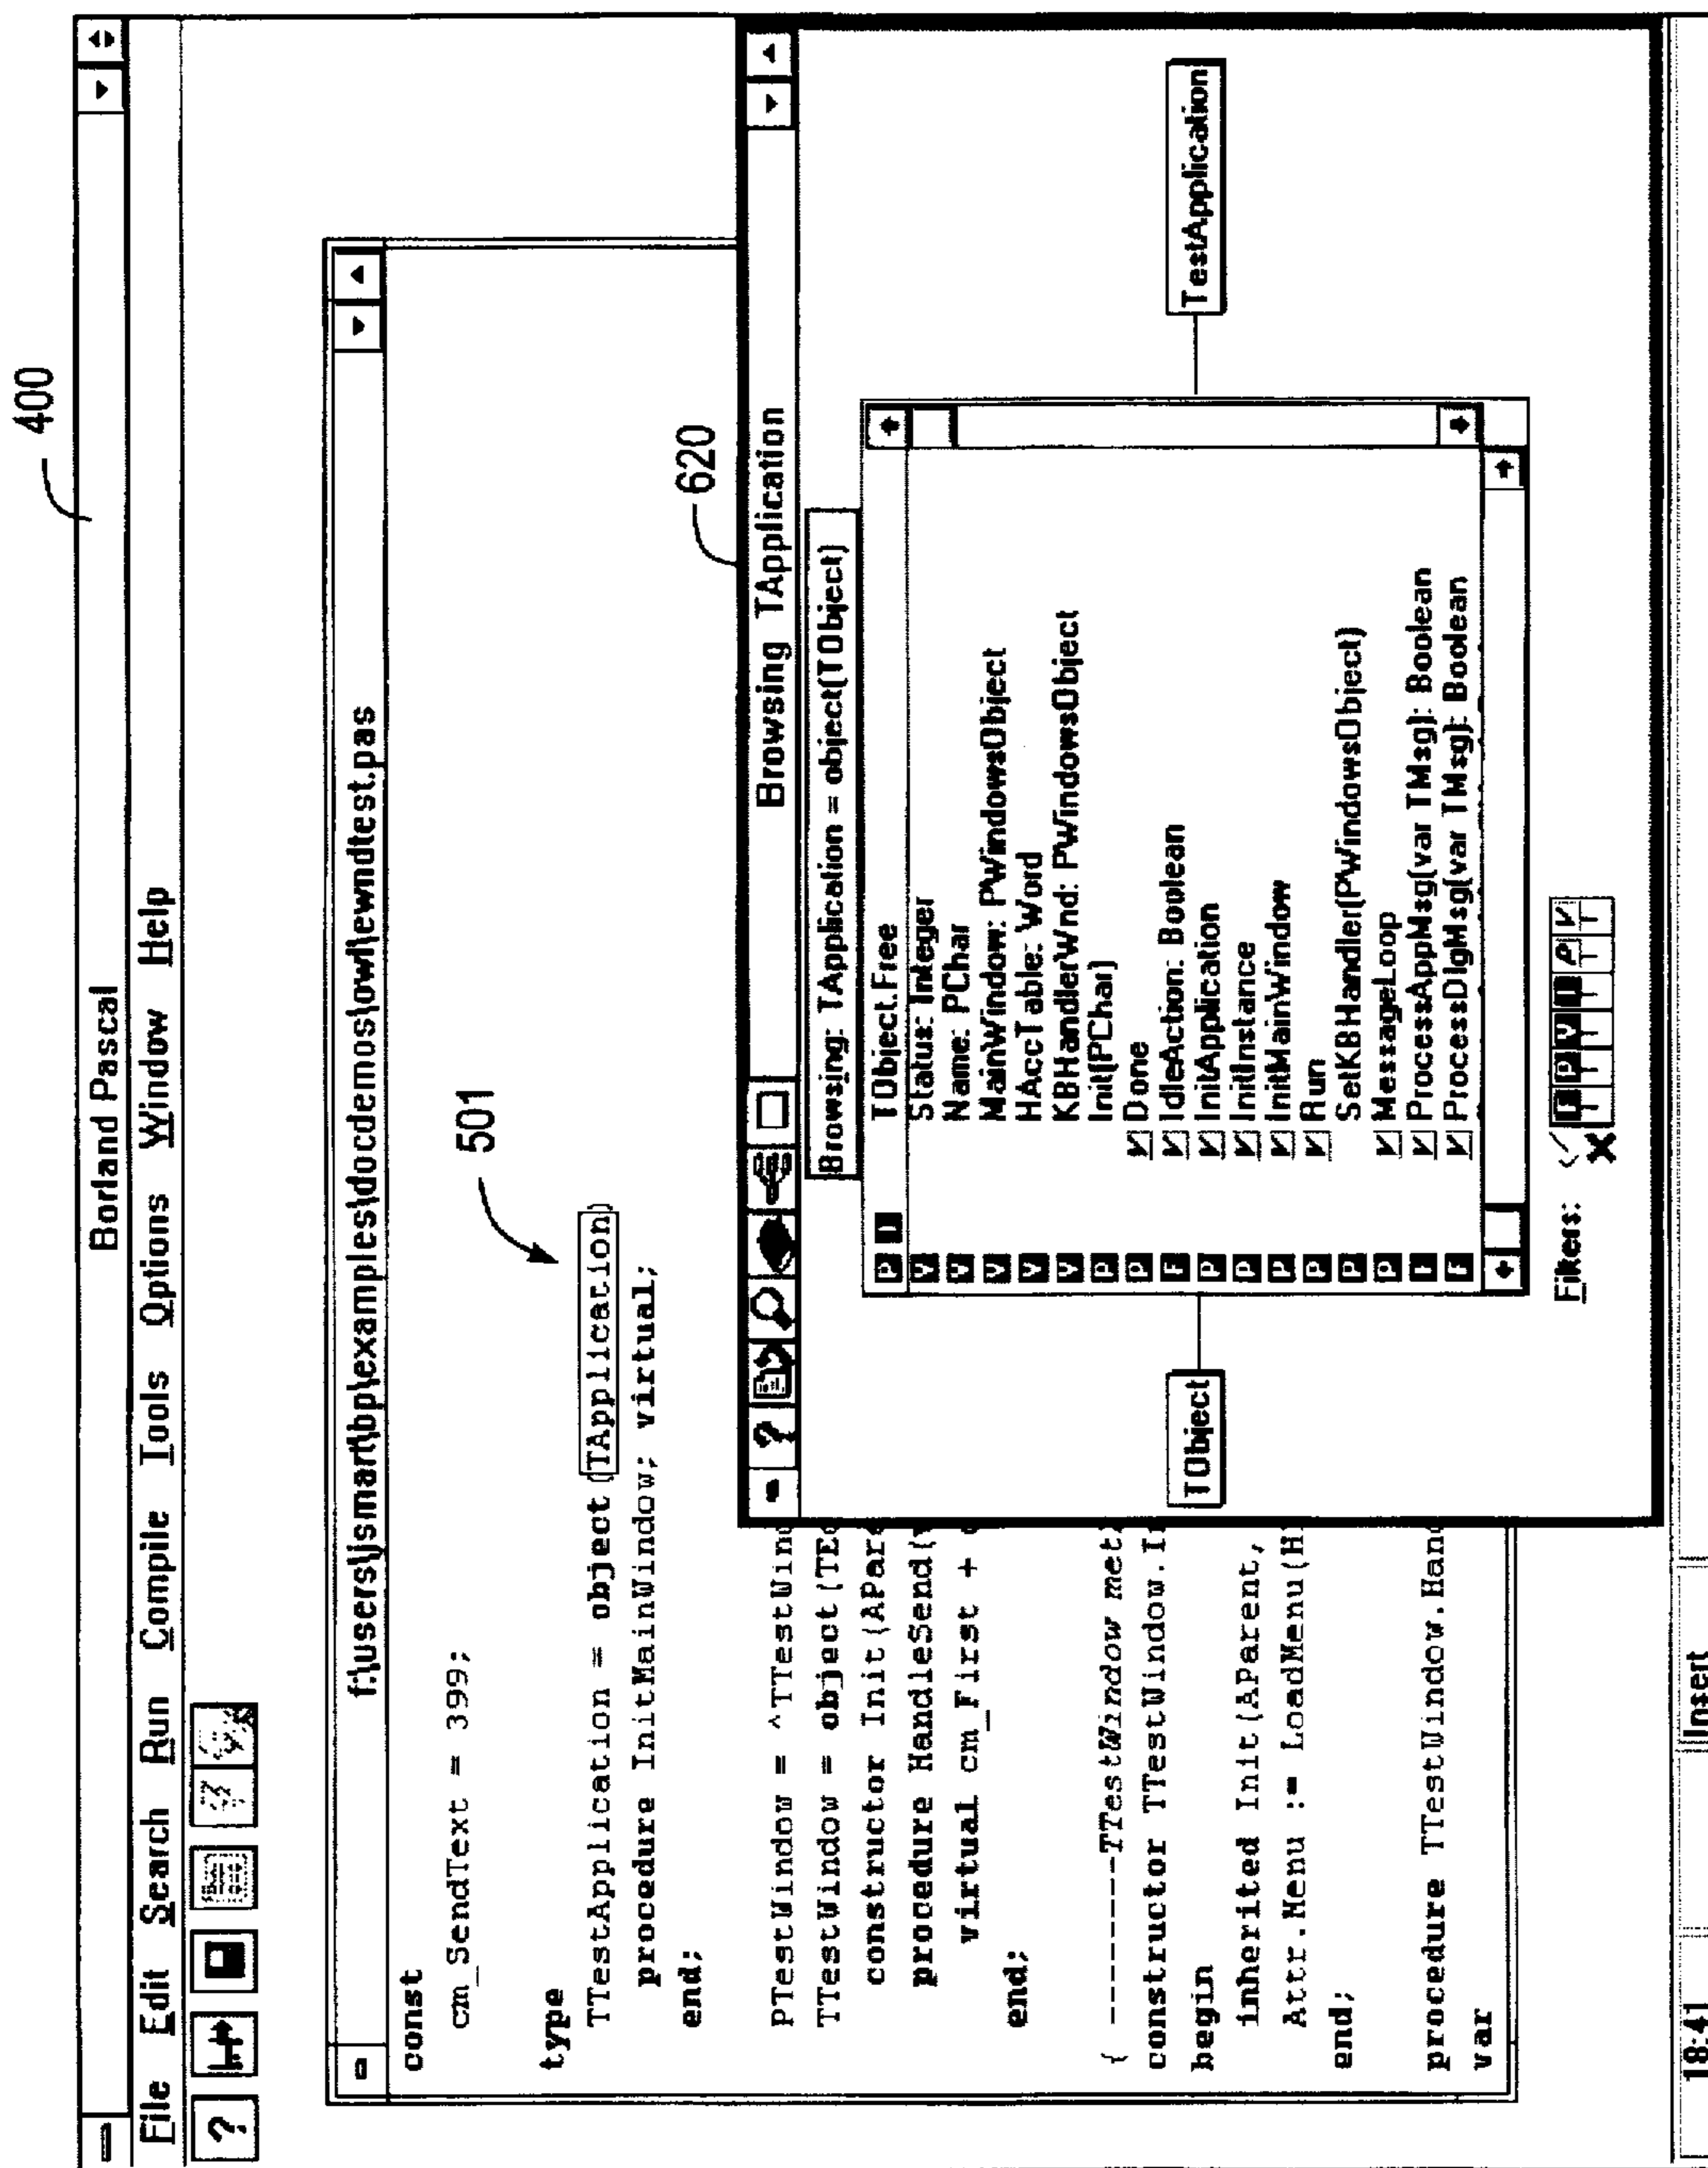 400
Borland Pascal
File Edit Search Run Compile Tools Options Window Help
?
f:\users\jsmart\bp\examples\docdemos\owl\ewndtest.pas
const
cm_SendText = 399;
501
type
TTestApplication = object(TApplication)
procedure InitMainWindow; virtual;
end;
PTestWindow = ^TTestWind
TTestWindow = object(TEd
constructor Init(APar
procedure HandleSend(
virtual cm_First +
end;
{ --------TTestWindow met
constructor TTestWindow.I
begin
inherited Init(AParent,
Attr.Menu := LoadMenu(H
end;
procedure TTestWindow.Hand
var
620
?
Browsing TApplication
Browsing: TApplication = object(TObject)
P I TObject.Free
V Status: Integer
V Name: PChar
V MainWindow: PWindowsObject
V HAccTable: Word
V KBHandlerWnd: PWindowsObject
P Init(PChar)
P V Done
F V IdleAction: Boolean
P V InitApplication
P V InitInstance
P V InitMainWindow
P V Run
P SetKBHandler(PWindowsObject)
P V MessageLoop
F V ProcessAppMsg(var TMsg): Boolean
F V ProcessDlgMsg(var TMsg): Boolean
TObject
TestApplication
Filters: F P V I P V
18:41 Insert